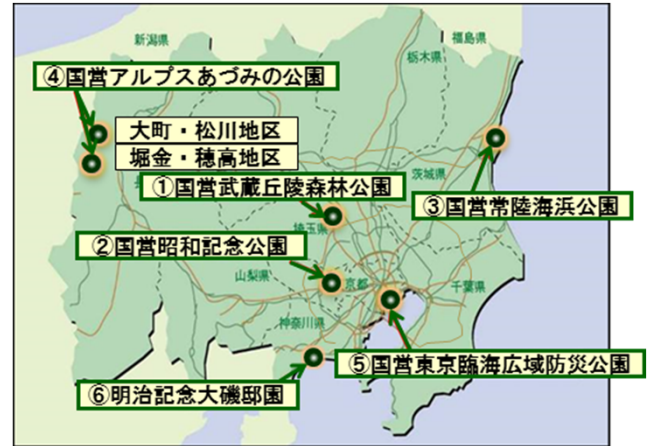 新潟県
福島県
栃木県
④国営アルプスあづみの公園
大町・松川地区
堀金・穂高地区
茨城県
①国営武蔵丘陵森林公園
③国営常陸海浜公園
埼玉県
②国営昭和記念公園
山梨県
京都
千葉県
神奈川県
⑤国営東京臨海広域防災公園
⑥明治記念大磯邸園